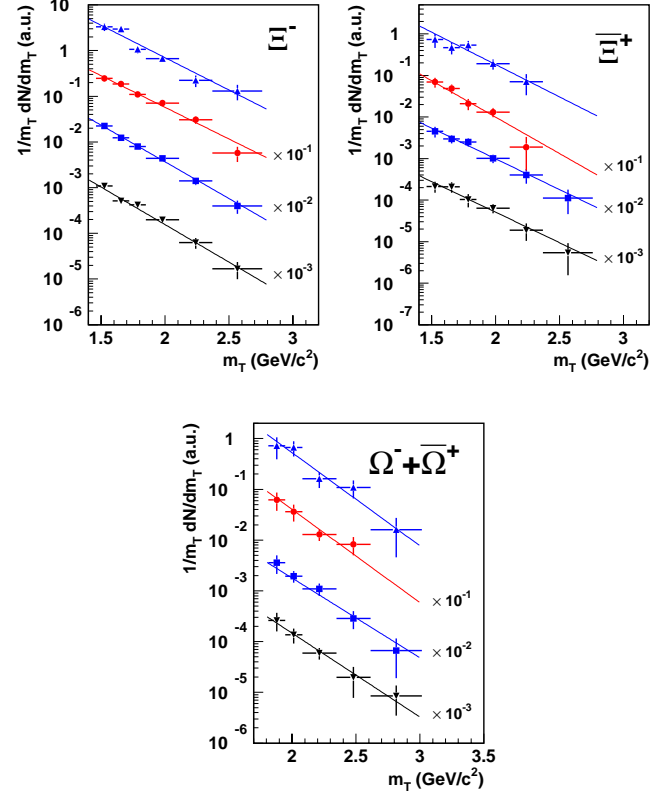 1/m_T dN/dm_T (a.u.)
10
1
10^-1
10^-2
10^-3
10^-4
10^-5
10^-6
Ξ^-
× 10^-1
× 10^-2
× 10^-3
1.5 2 2.5 3
m_T (GeV/c²)
1/m_T dN/dm_T (a.u.)
10
1
10^-1
10^-2
10^-3
10^-4
10^-5
10^-6
10^-7
Ξ̅^+
× 10^-1
× 10^-2
× 10^-3
1.5 2 2.5 3
m_T (GeV/c²)
1/m_T dN/dm_T (a.u.)
1
10^-1
10^-2
10^-3
10^-4
10^-5
10^-6
Ω^-+Ω̅^+
× 10^-1
× 10^-2
× 10^-3
2 2.5 3 3.5
m_T (GeV/c²)